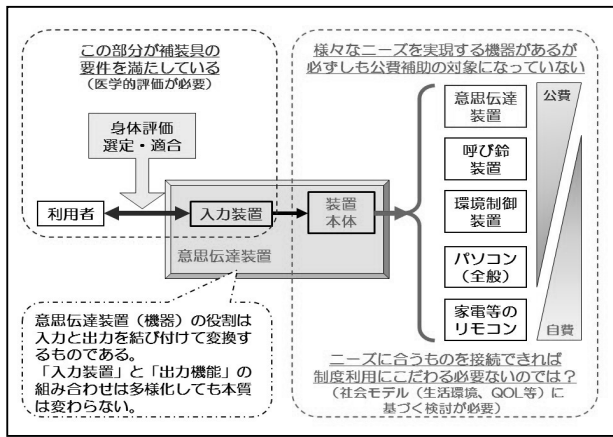 この部分が補装具の
要件を満たしている
(医学的評価が必要)
様々なニーズを実現する機器があるが
必ずしも公費補助の対象になっていない
身体評価
選定・適合
利用者
入力装置
装置
本体
意思伝達装置
意思伝達
装置
呼び鈴
装置
環境制御
装置
パソコン
(全般)
家電等の
リモコン
公費
自費
意思伝達装置(機器)の役割は
入力と出力を結び付けて変換す
るものである。
「入力装置」と「出力機能」の
組み合わせは多様化しても本質
は変わらない。
ニーズに合うものを接続できれば
制度利用にこだわる必要ないのでは?
(社会モデル(生活環境、QOL等)に
基づく検討が必要)